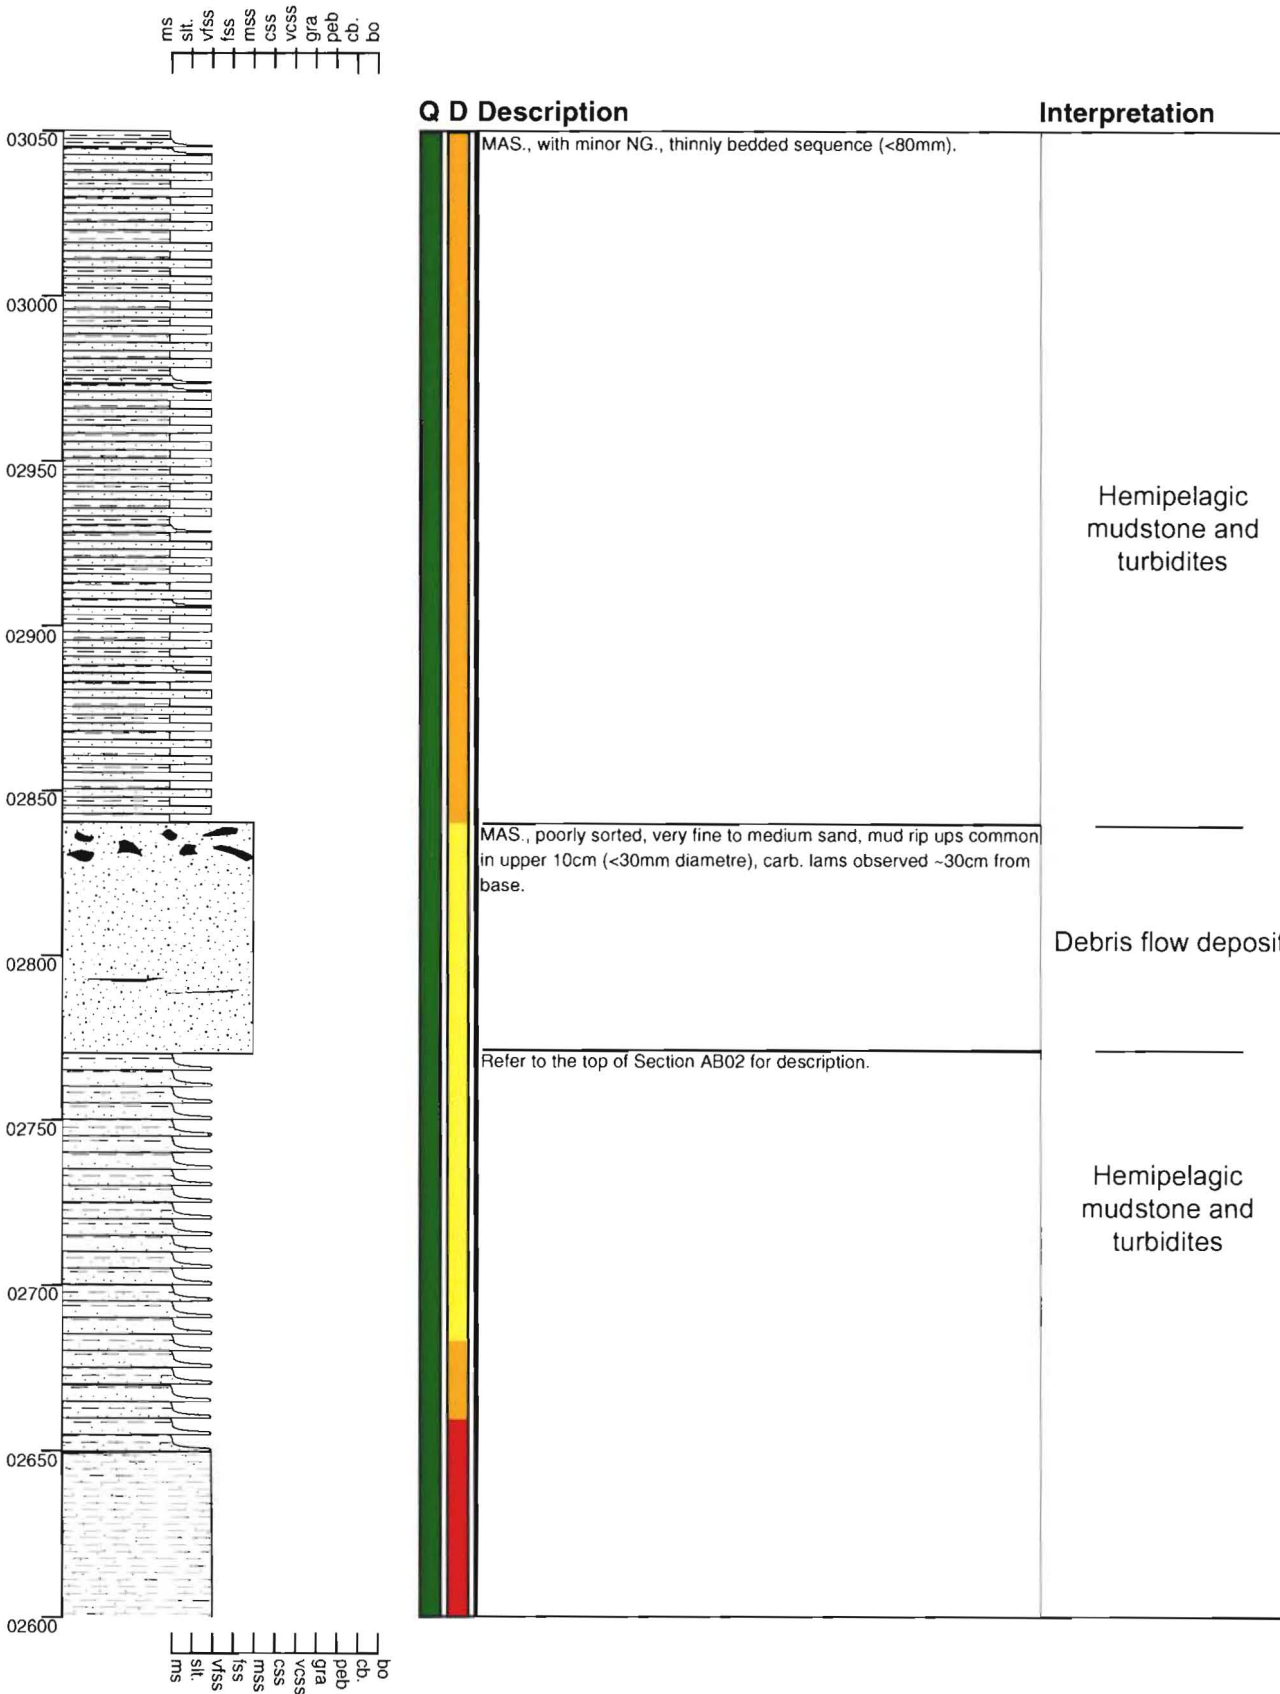 ms
slt.
vfss
fss
mss
css
vcss
gra
peb
cb.
bo
Q D Description Interpretation
03050
MAS., with minor NG., thinnly bedded sequence (<80mm).
03000
02950
Hemipelagic
mudstone and
turbidites
02900
02850
MAS., poorly sorted, very fine to medium sand, mud rip ups common
in upper 10cm (<30mm diametre), carb. lams observed ~30cm from
base.
Debris flow deposit
02800
Refer to the top of Section AB02 for description.
02750
Hemipelagic
mudstone and
turbidites
02700
02650
02600
ms
slt.
vfss
fss
mss
css
vcss
gra
peb
cb.
bo